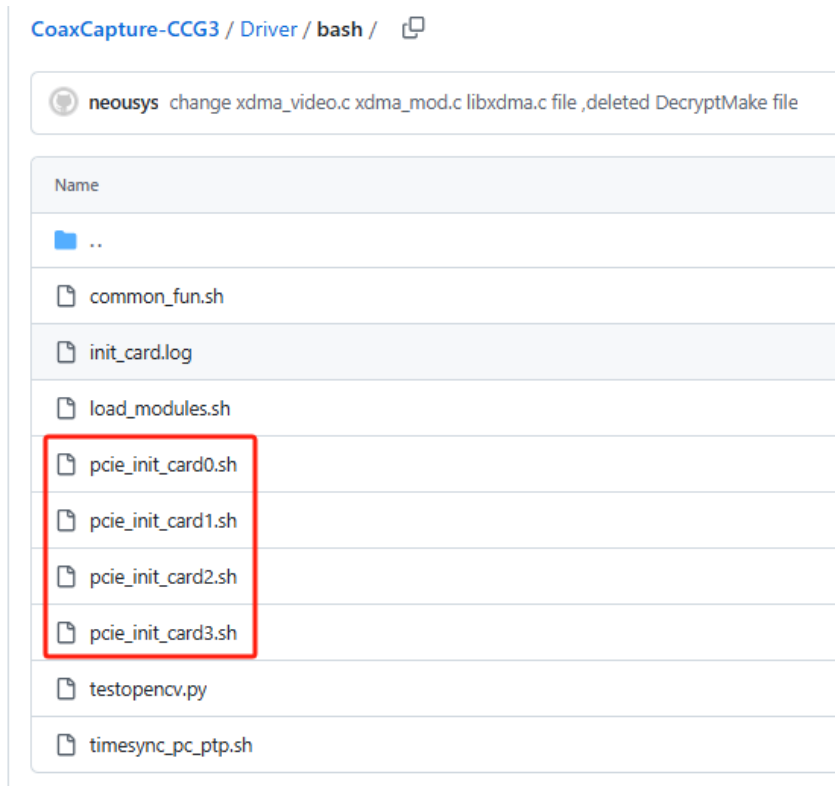 CoaxCapture-CCG3 / Driver / bash /
neousys change xdma_video.c xdma_mod.c libxdma.c file ,deleted DecryptMake file
Name
..
common_fun.sh
init_card.log
load_modules.sh
pcie_init_card0.sh
pcie_init_card1.sh
pcie_init_card2.sh
pcie_init_card3.sh
testopencv.py
timesync_pc_ptp.sh